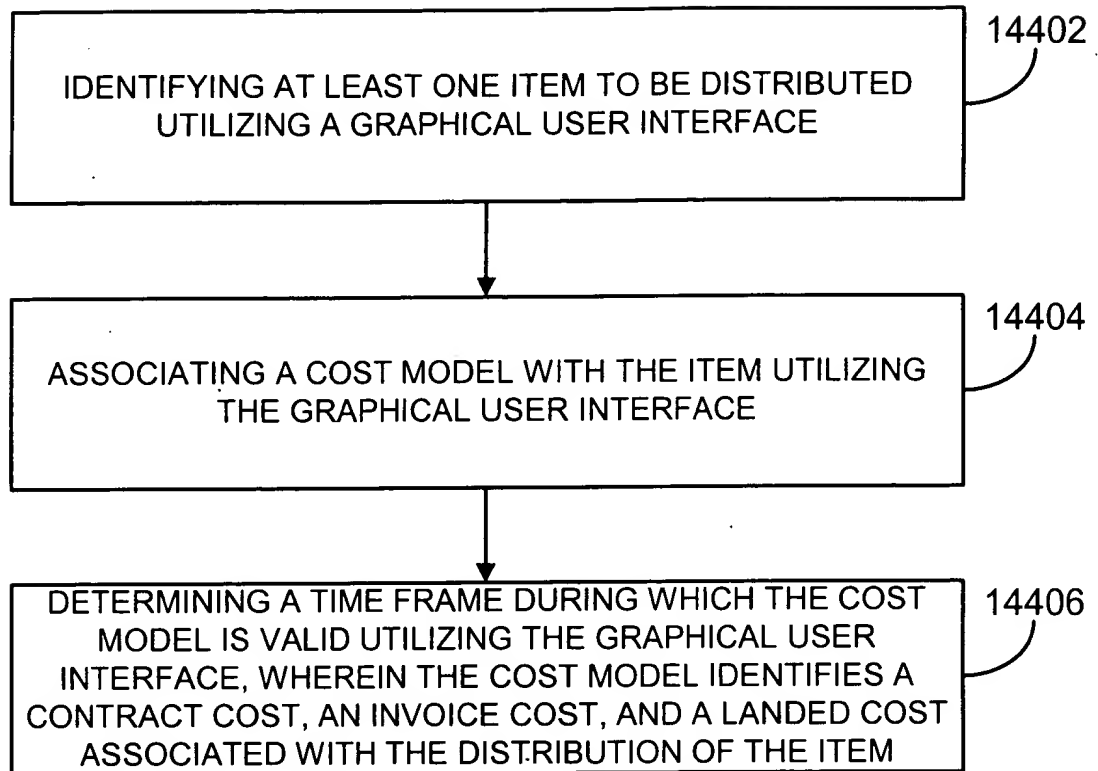 14402
IDENTIFYING AT LEAST ONE ITEM TO BE DISTRIBUTED
UTILIZING A GRAPHICAL USER INTERFACE
14404
ASSOCIATING A COST MODEL WITH THE ITEM UTILIZING
THE GRAPHICAL USER INTERFACE
14406
DETERMINING A TIME FRAME DURING WHICH THE COST
MODEL IS VALID UTILIZING THE GRAPHICAL USER
INTERFACE, WHEREIN THE COST MODEL IDENTIFIES A
CONTRACT COST, AN INVOICE COST, AND A LANDED COST
ASSOCIATED WITH THE DISTRIBUTION OF THE ITEM